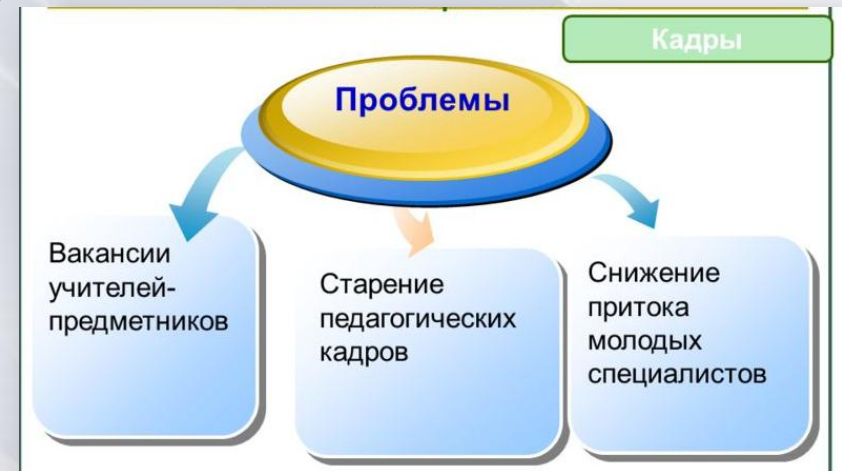 Кадры
Проблемы
Вакансии
учителей-
предметников
Старение
педагогических
кадров
Снижение
притока
молодых
специалистов